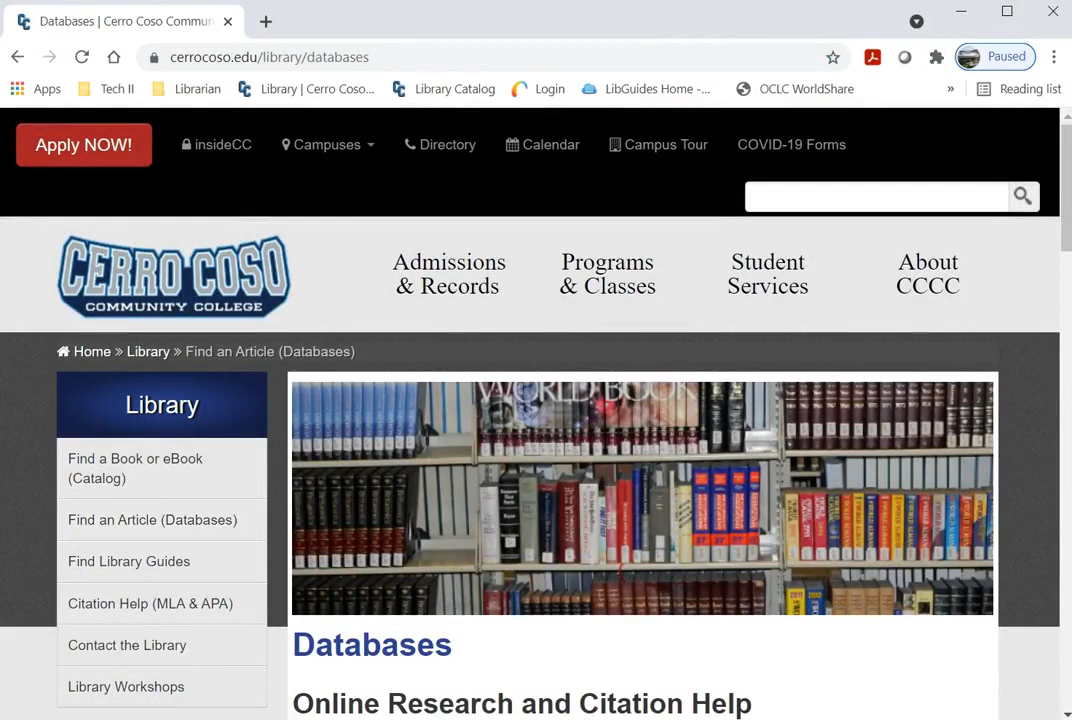 Databases | Cerro Coso Commun
cerrocoso.edu/library/databases
Paused
Apps
Tech II
Librarian
Library | Cerro Coso...
Library Catalog
Login
LibGuides Home -...
OCLC WorldShare
»
Reading list
Apply NOW!
insideCC
Campuses
Directory
Calendar
Campus Tour
COVID-19 Forms
CERRO COSO
COMMUNITY COLLEGE
Admissions
& Records
Programs
& Classes
Student
Services
About
CCCC
Home » Library » Find an Article (Databases)
Library
Find a Book or eBook
(Catalog)
Find an Article (Databases)
Find Library Guides
Citation Help (MLA & APA)
Contact the Library
Library Workshops
WORLD BOOK
Databases
Online Research and Citation Help